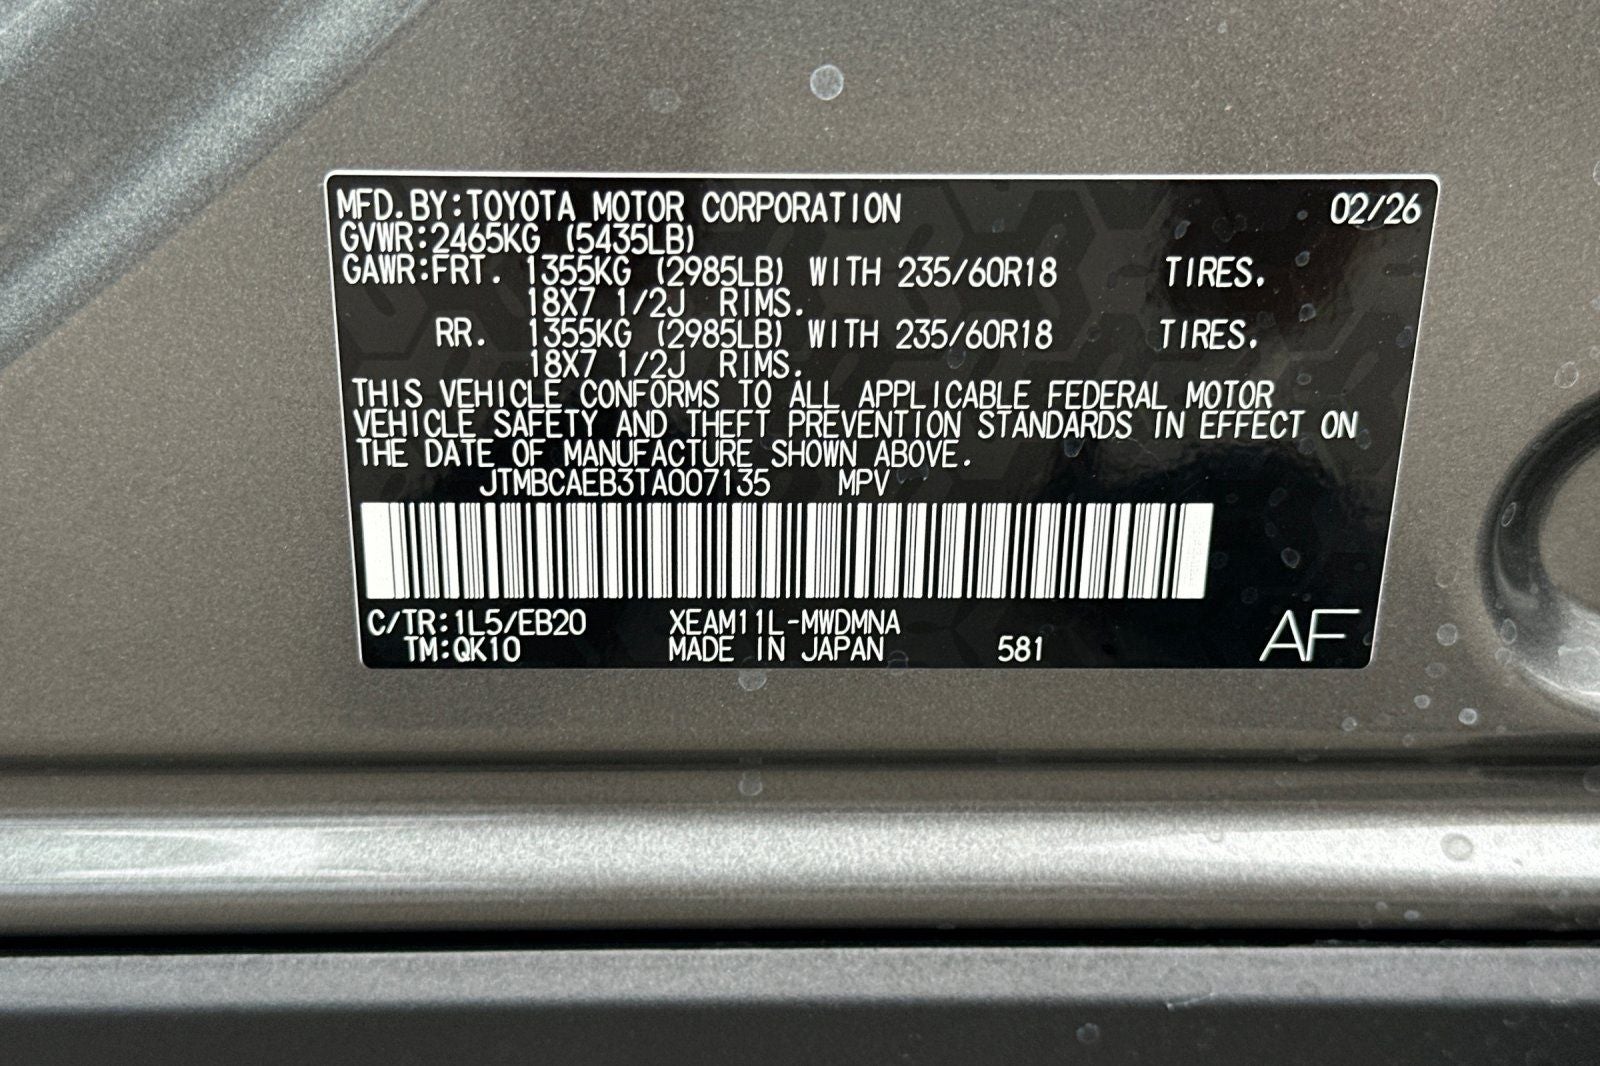 MFD. BY:TOYOTA MOTOR CORPORATION 02/26
GVWR:2465KG (5435LB)
GAWR:FRT. 1355KG (2985LB) WITH 235/60R18 TIRES.
18X7 1/2J RIMS.
RR. 1355KG (2985LB) WITH 235/60R18 TIRES.
18X7 1/2J RIMS.
THIS VEHICLE CONFORMS TO ALL APPLICABLE FEDERAL MOTOR
VEHICLE SAFETY AND THEFT PREVENTION STANDARDS IN EFFECT ON
THE DATE OF MANUFACTURE SHOWN ABOVE.
JTMBCAEB3TA007135 MPV
C/TR:1L5/EB20 XEAM11L-MWDMNA
TM:QK10 MADE IN JAPAN 581 AF